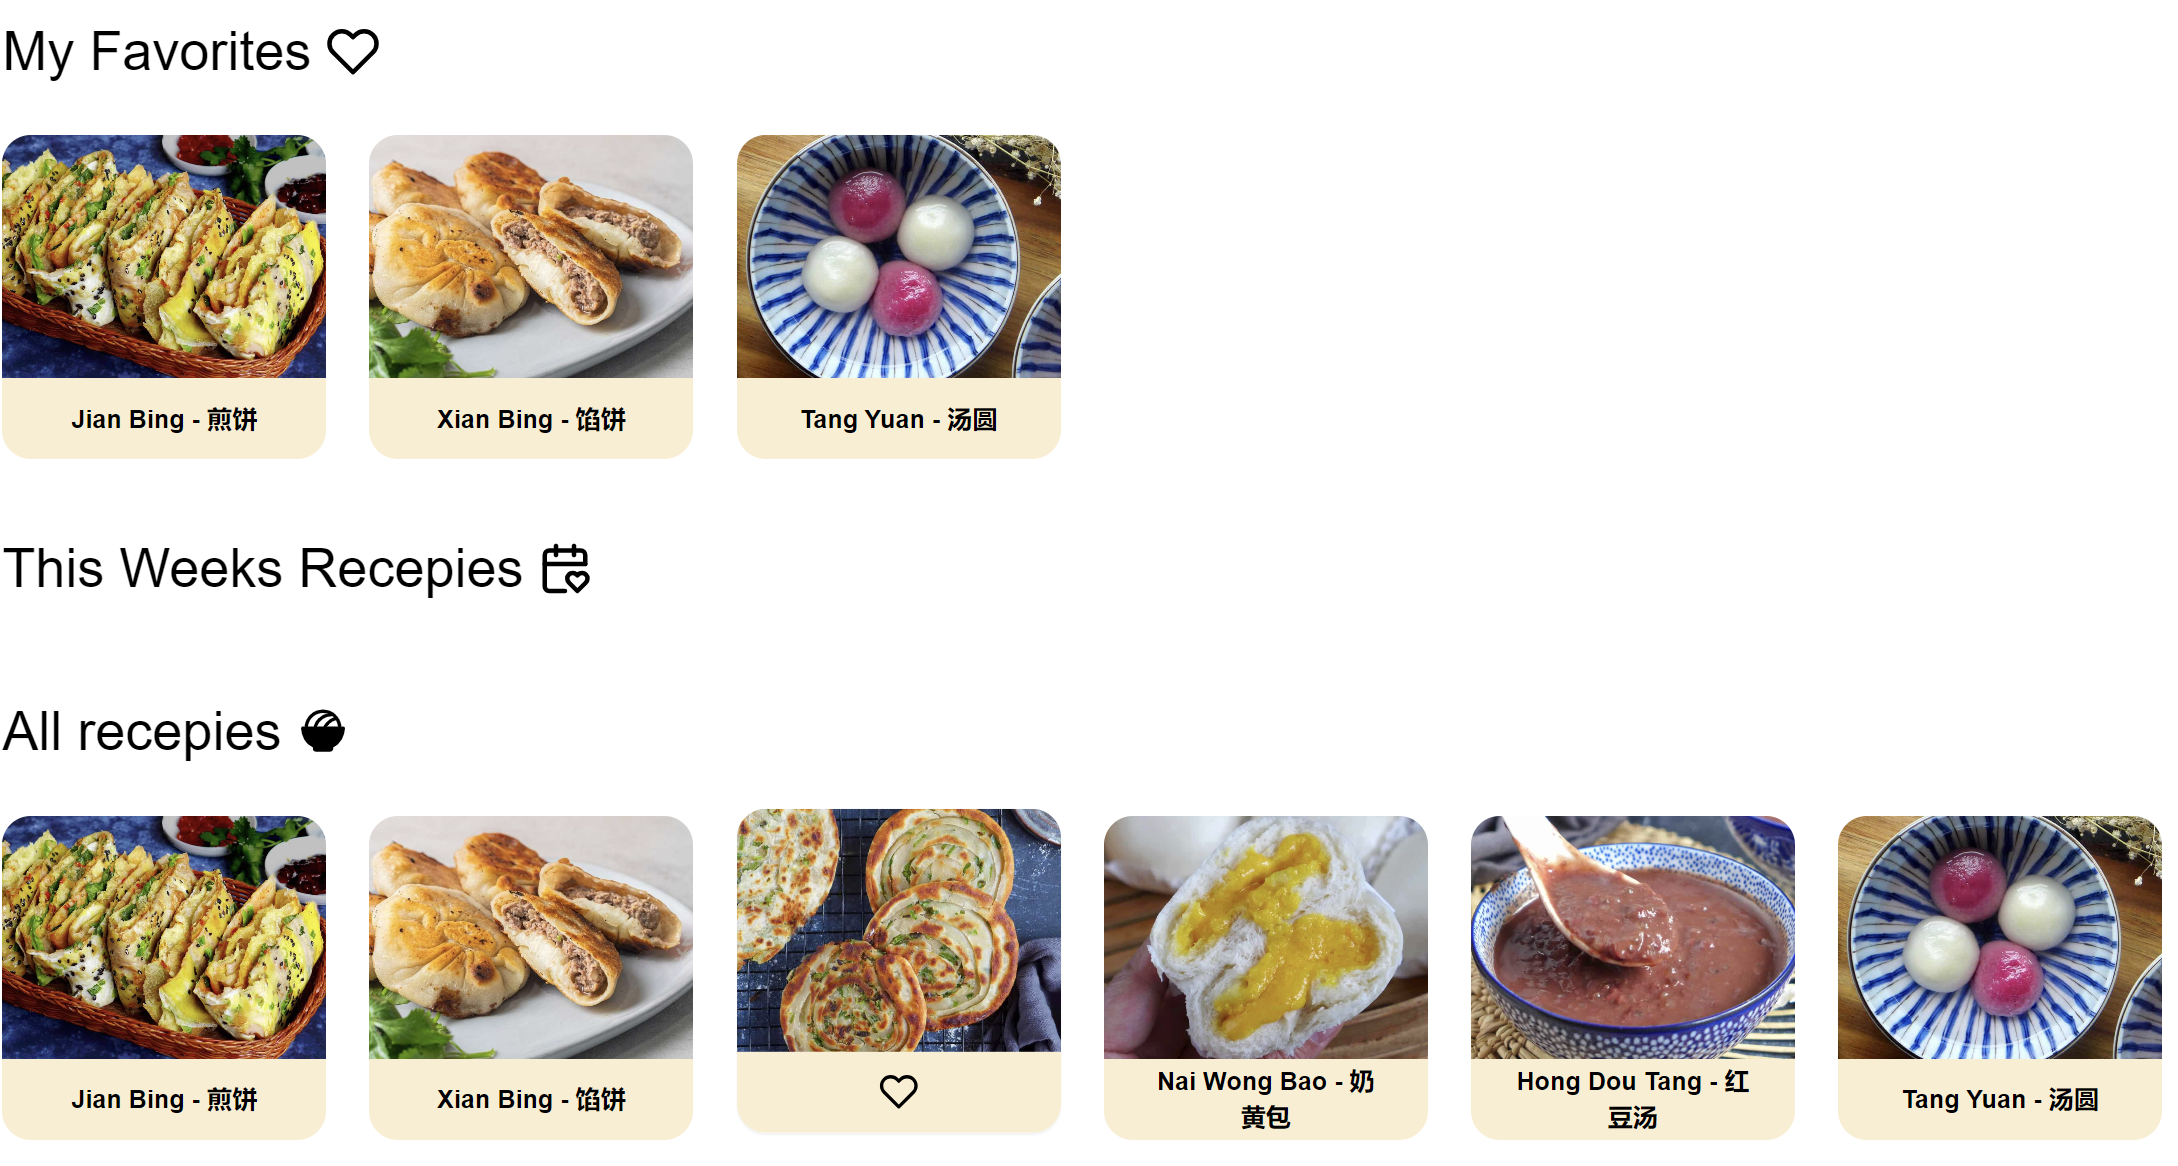 My Favorites
Jian Bing - 煎饼
Xian Bing - 馅饼
Tang Yuan - 汤圆
This Weeks Recepies
All recepies
Jian Bing - 煎饼
Xian Bing - 馅饼
Nai Wong Bao - 奶
黄包
Hong Dou Tang - 红
豆汤
Tang Yuan - 汤圆